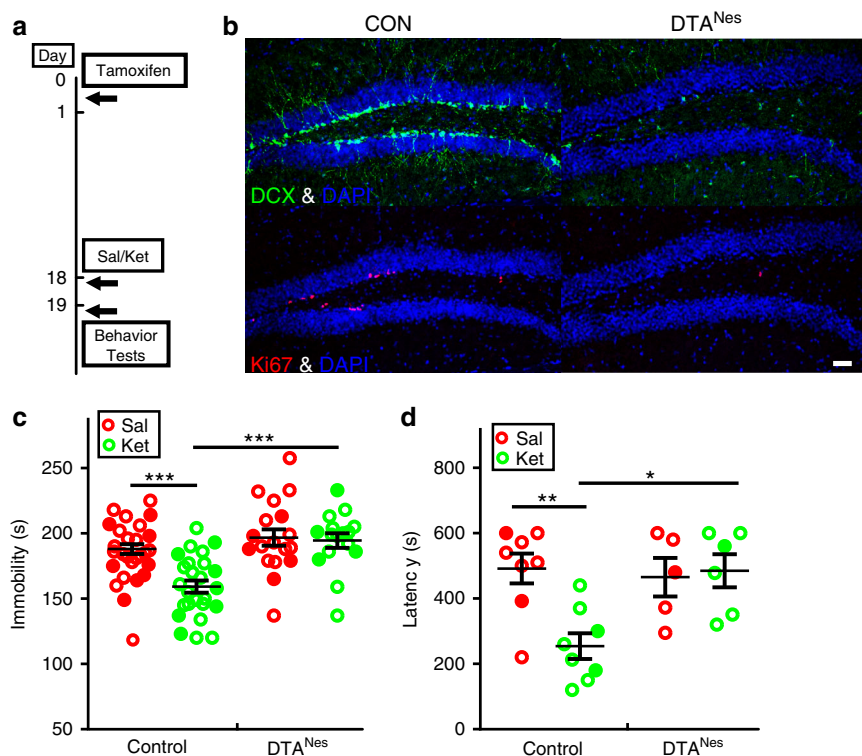 a
Day
0
Tamoxifen
1
Sal/Ket
18
19
Behavior
Tests
b
CON
DTA^Nes
DCX & DAPI
Ki67 & DAPI
c
Sal
Ket
***
***
250
200
150
100
50
Immobility (s)
Control
DTA^Nes
d
Sal
Ket
**
*
800
600
400
200
0
Latenc y (s)
Control
DTA^Nes